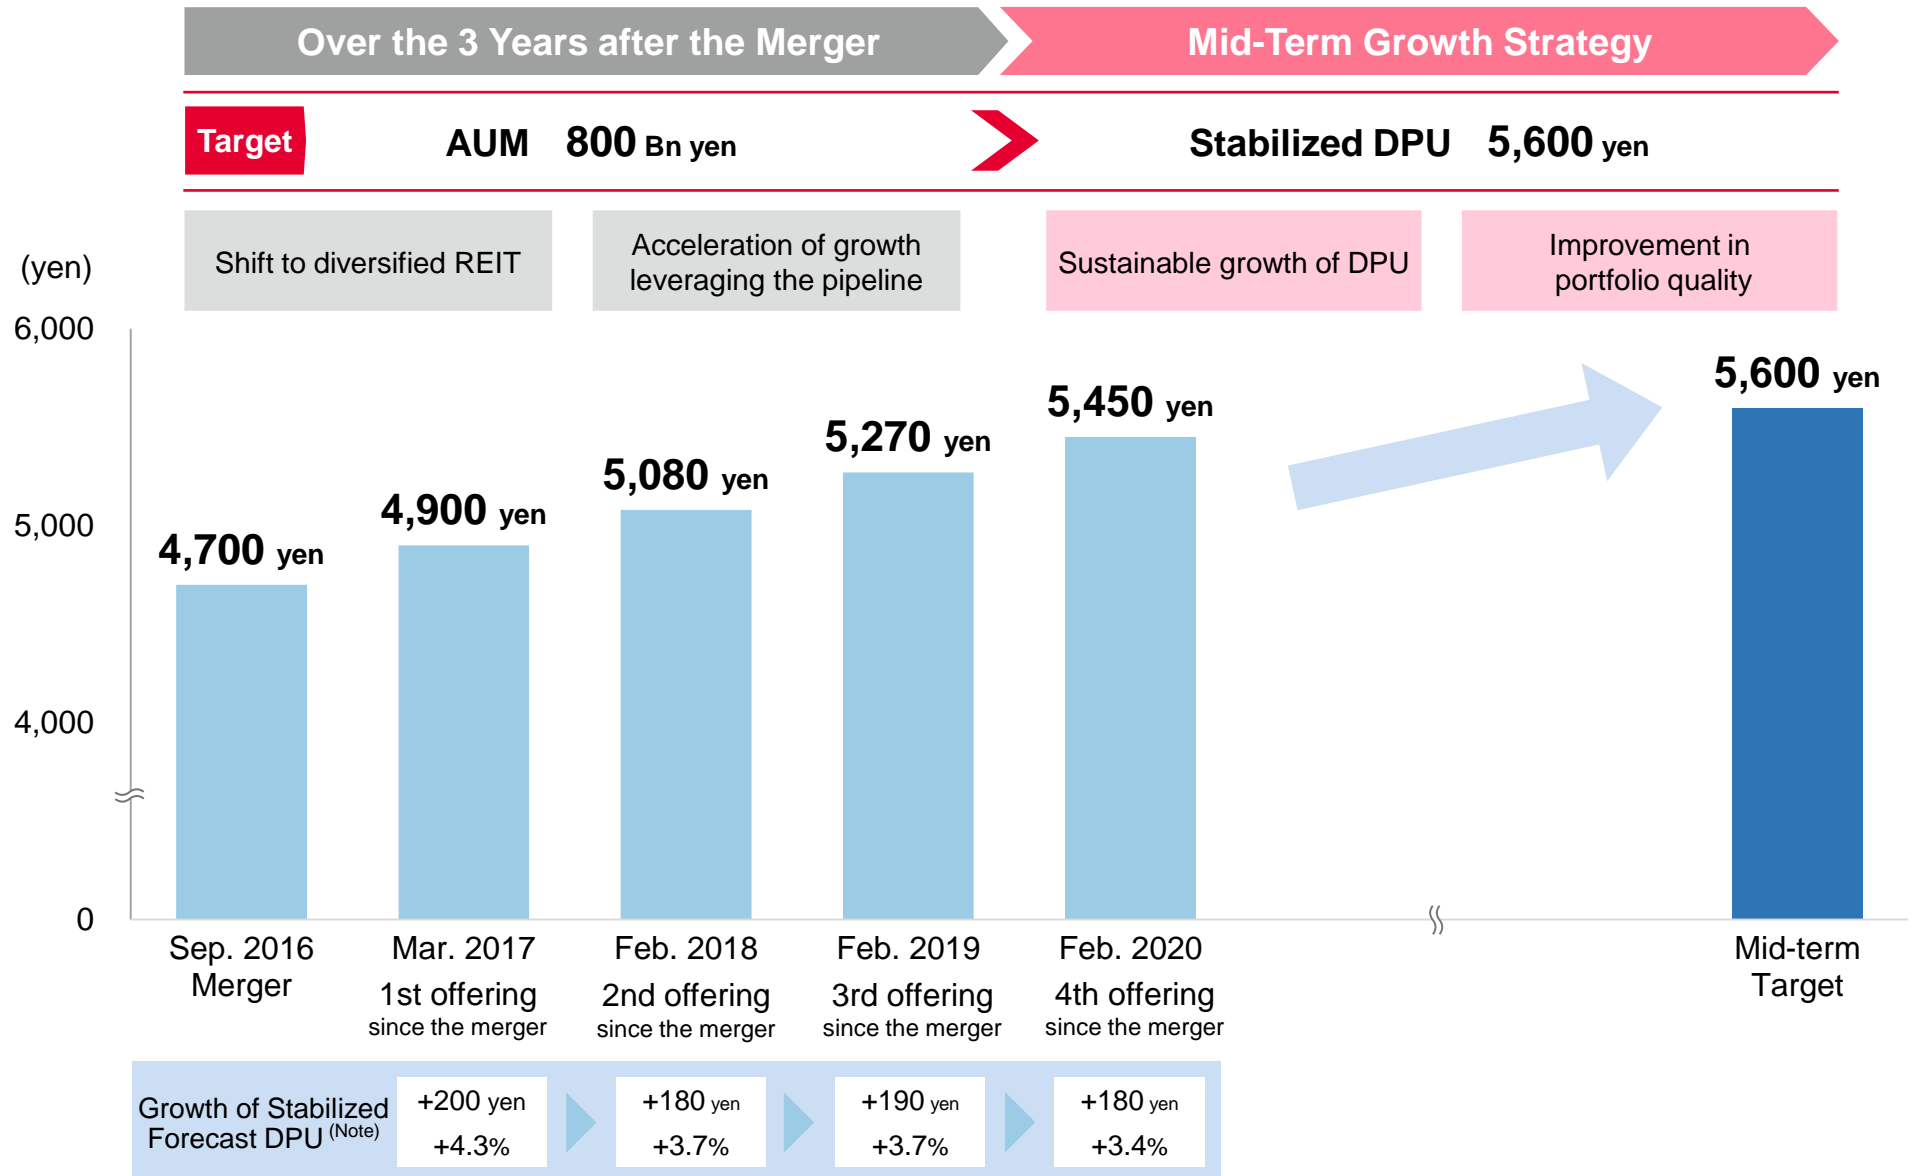 Over the 3 Years after the Merger
Mid-Term Growth Strategy
Target
AUM 800 Bn yen
Stabilized DPU 5,600 yen
Shift to diversified REIT
Acceleration of growth
leveraging the pipeline
Sustainable growth of DPU
Improvement in
portfolio quality
(yen)
6,000
5,000
4,000
0
4,700 yen
4,900 yen
5,080 yen
5,270 yen
5,450 yen
5,600 yen
Sep. 2016
Merger
Mar. 2017
1st offering
since the merger
Feb. 2018
2nd offering
since the merger
Feb. 2019
3rd offering
since the merger
Feb. 2020
4th offering
since the merger
Mid-term
Target
Growth of Stabilized
Forecast DPU (Note)
+200 yen
+4.3%
+180 yen
+3.7%
+190 yen
+3.7%
+180 yen
+3.4%